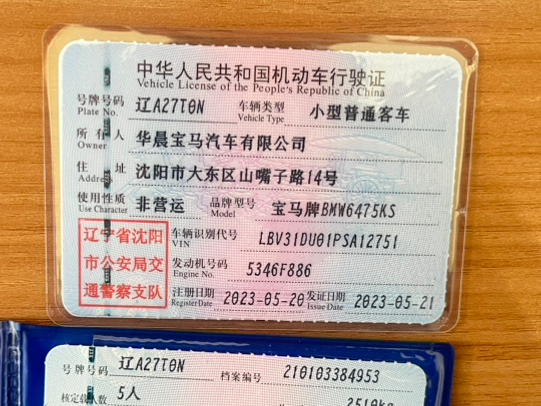 中华人民共和国机动车行驶证
Vehicle License of the People's Republic of China
号牌号码 Plate No. 辽A27T0N 车辆类型 Vehicle Type 小型普通客车
所有人 Owner 华晨宝马汽车有限公司
住址 Address 沈阳市大东区山嘴子路14号
使用性质 Use Character 非营运 品牌型号 Model 宝马牌BMW6475KS
辽宁省沈阳
市公安局交
通警察支队
车辆识别代号 VIN LBV31DU01PSA12751
发动机号码 Engine No. 5346F886
注册日期 Register Date 2023-05-20 发证日期 Issue Date 2023-05-21
号牌号码 辽A27T0N 档案编号 210103384953
核定载人数 5人